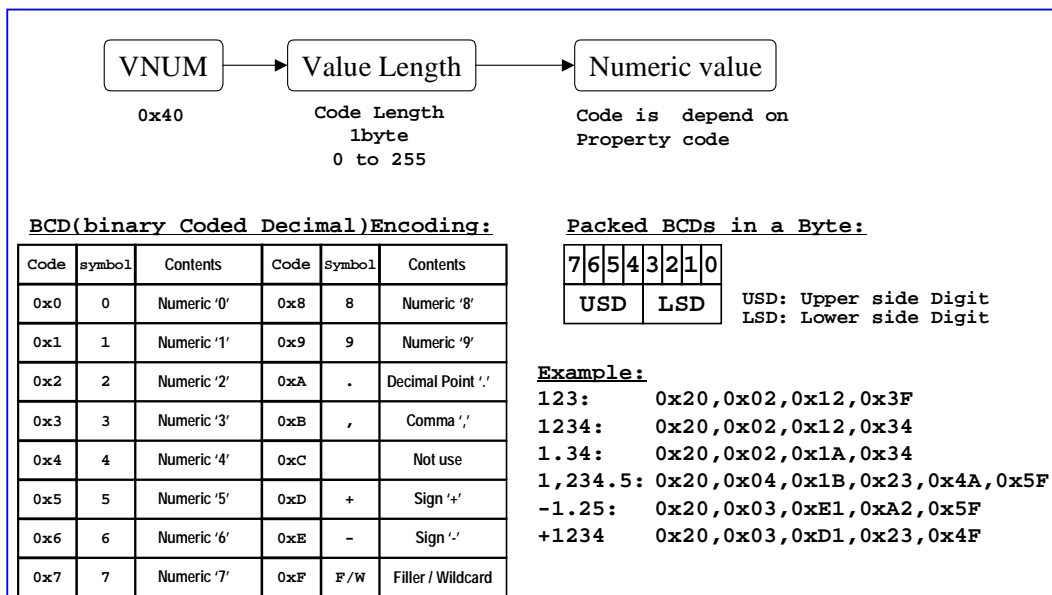 VNUM Value Length Numeric value
0x40 Code Length Code is depend on
1byte Property code
0 to 255
BCD(binary Coded Decimal)Encoding:
Code symbol Contents Code Symbol Contents
0x0 0 Numeric '0' 0x8 8 Numeric '8'
0x1 1 Numeric '1' 0x9 9 Numeric '9'
0x2 2 Numeric '2' 0xA . Decimal Point '.'
0x3 3 Numeric '3' 0xB , Comma ','
0x4 4 Numeric '4' 0xC Not use
0x5 5 Numeric '5' 0xD + Sign '+'
0x6 6 Numeric '6' 0xE - Sign '-'
0x7 7 Numeric '7' 0xF F/W Filler / Wildcard
Packed BCDs in a Byte:
7 6 5 4 3 2 1 0
USD LSD
USD: Upper side Digit
LSD: Lower side Digit
Example:
123: 0x20,0x02,0x12,0x3F
1234: 0x20,0x02,0x12,0x34
1.34: 0x20,0x02,0x1A,0x34
1,234.5: 0x20,0x04,0x1B,0x23,0x4A,0x5F
-1.25: 0x20,0x03,0xE1,0xA2,0x5F
+1234 0x20,0x03,0xD1,0x23,0x4F